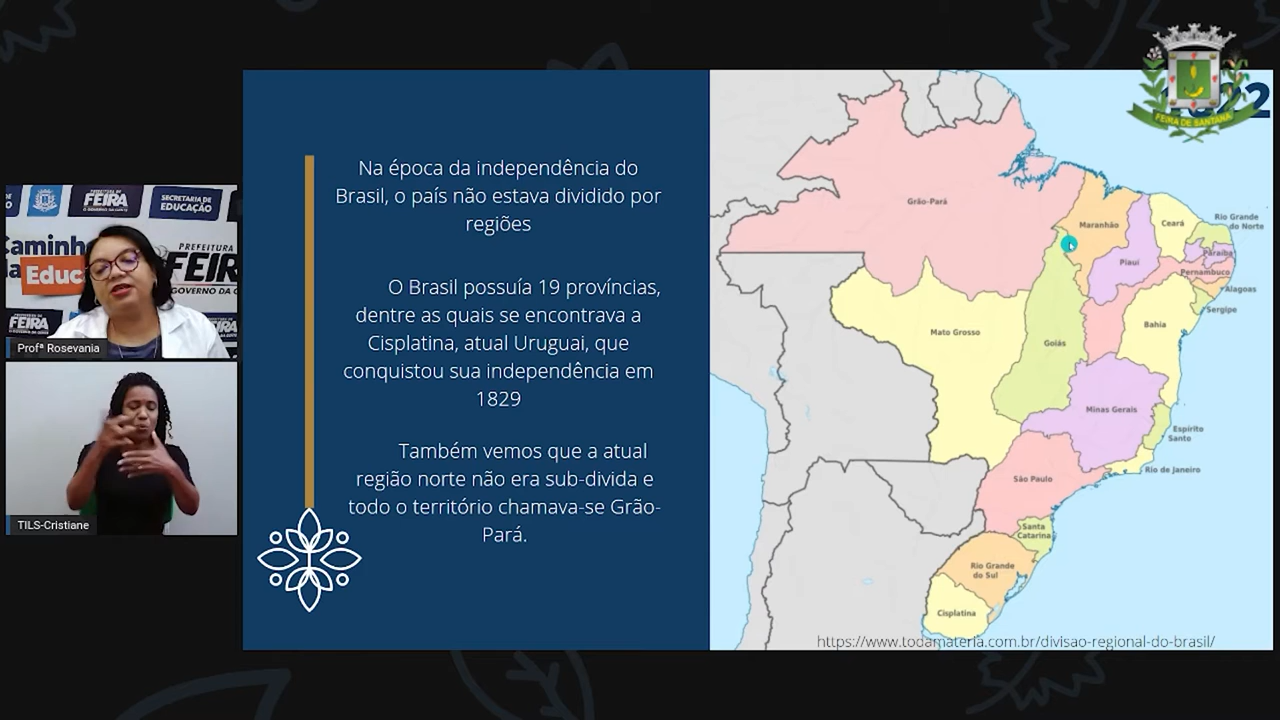 Na época da independência do
Brasil, o país não estava dividido por
regiões
O Brasil possuía 19 províncias,
dentre as quais se encontrava a
Cisplatina, atual Uruguai, que
conquistou sua independência em
1829
Também vemos que a atual
região norte não era sub-divida e
todo o território chamava-se Grão-
Pará.
Grão-Pará
Maranhão
Ceará
Rio Grande
do Norte
Paraíba
Piauí
Pernambuco
Alagoas
Sergipe
Bahia
Mato Grosso
Goiás
Minas Gerais
Espírito
Santo
Rio de Janeiro
São Paulo
Santa
Catarina
Rio Grande
do Sul
Cisplatina
https://www.todamateria.com.br/divisao-regional-do-brasil/
FEIRA DE SANTANA
PREFEITURA DE
FEIRA
SECRETARIA DE
EDUCAÇÃO
Caminh
Educ
PREFEITURA
FEIR
GOVERNO DA C
FEIRA
Profª Rosevania
TILS-Cristiane